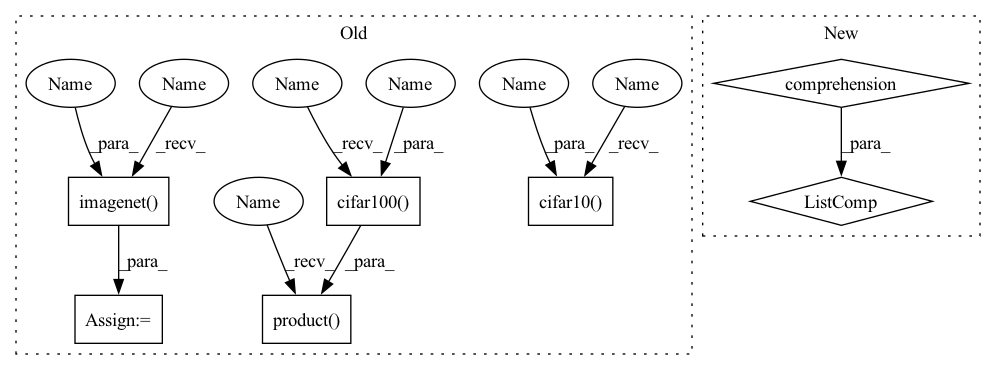 Old
New
Name
Name
Name
Name
Name
Name
comprehension
_para_
_recv_
_recv_
_para_
_para_
_recv_
_para_
imagenet()
Name
cifar100()
cifar10()
ListComp
_para_
_recv_
_para_
Assign:=
product()